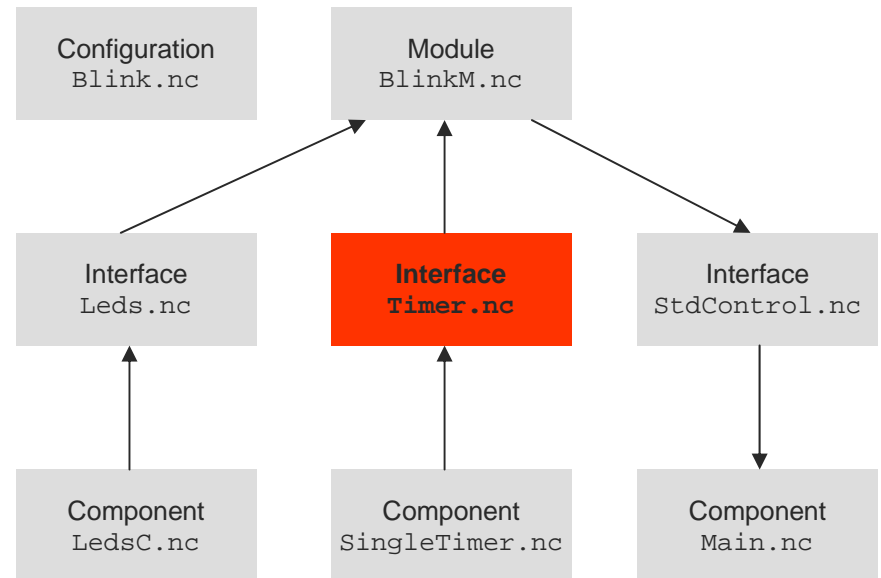 Configuration
Blink.nc
Module
BlinkM.nc
Interface
Leds.nc
Interface
Timer.nc
Interface
StdControl.nc
Component
LedsC.nc
Component
SingleTimer.nc
Component
Main.nc